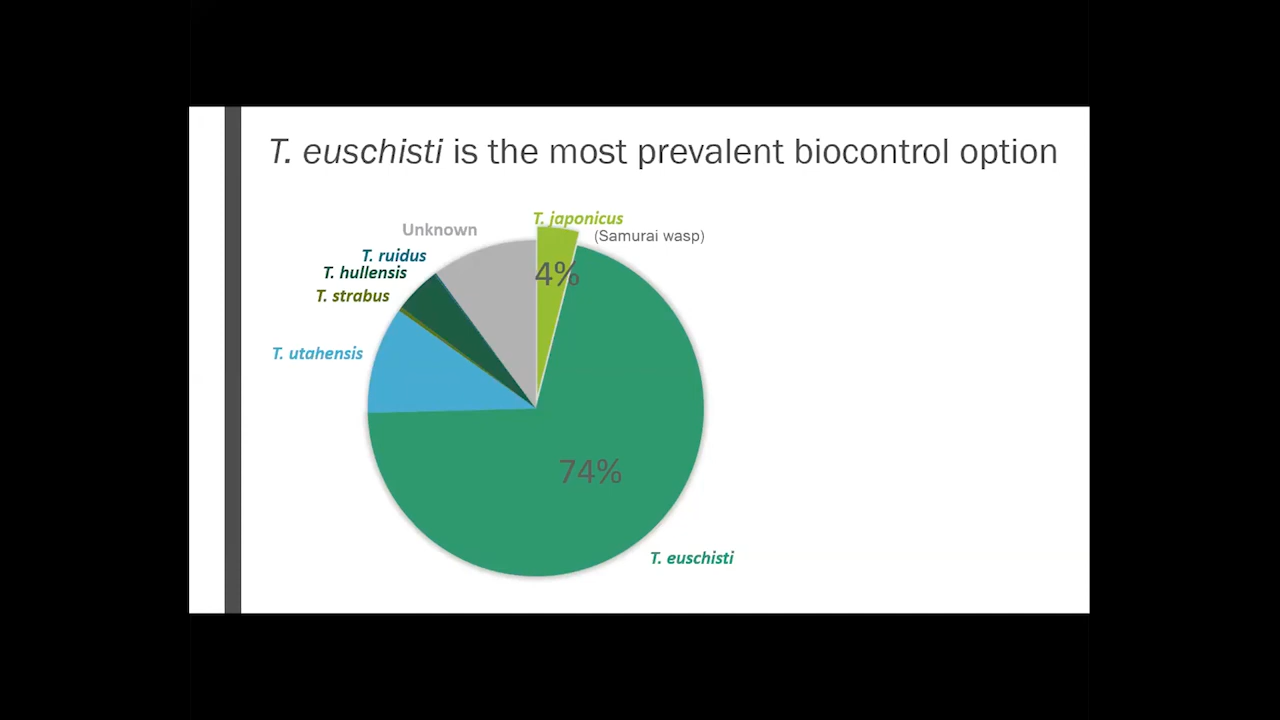 T. euschisti is the most prevalent biocontrol option
T. japonicus
(Samurai wasp)
Unknown
T. ruidus
T. hullensis
T. strabus
T. utahensis
4%
74%
T. euschisti